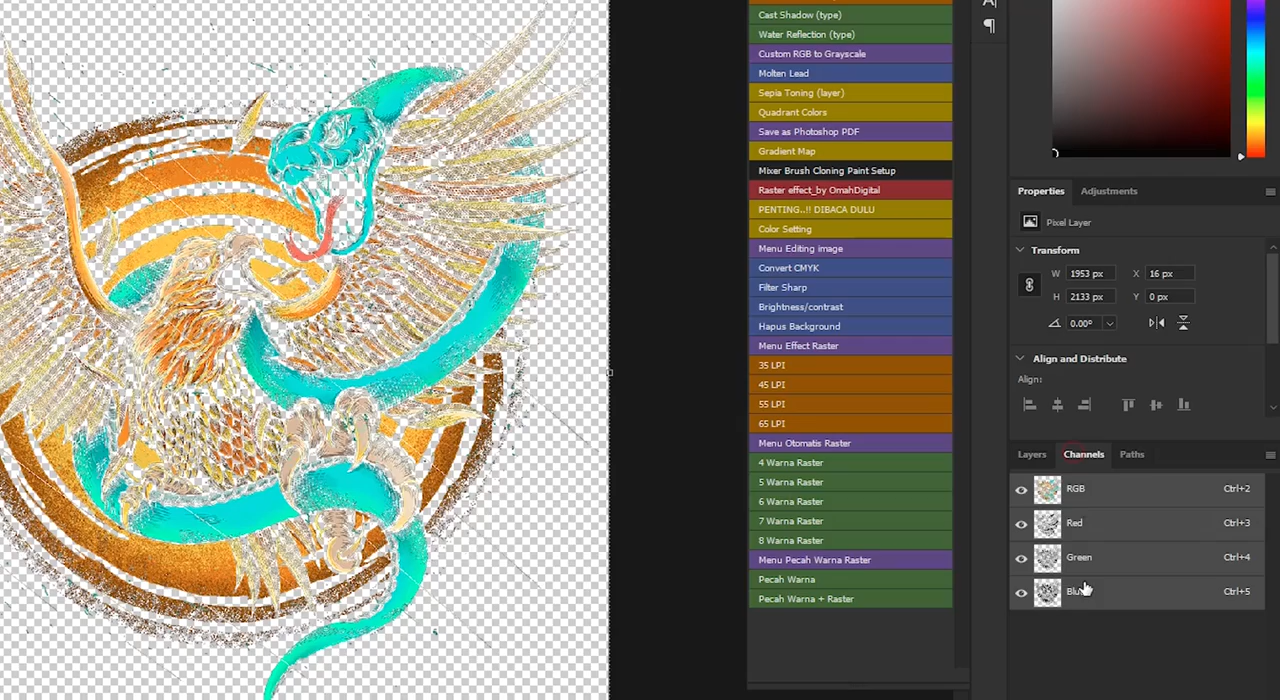 Cast Shadow (type)
Water Reflection (type)
Custom RGB to Grayscale
Molten Lead
Sepia Toning (layer)
Quadrant Colors
Save as Photoshop PDF
Gradient Map
Mixer Brush Cloning Paint Setup
Raster effect_by OmahDigital
PENTING..!! DIBACA DULU
Color Setting
Menu Editing image
Convert CMYK
Filter Sharp
Brightness/contrast
Hapus Background
Menu Effect Raster
35 LPI
45 LPI
55 LPI
65 LPI
Menu Otomatis Raster
4 Warna Raster
5 Warna Raster
6 Warna Raster
7 Warna Raster
8 Warna Raster
Menu Pecah Warna Raster
Pecah Warna
Pecah Warna + Raster
Properties Adjustments
Pixel Layer
Transform
W 1953 px X 16 px
H 2133 px Y 0 px
0.00°
Align and Distribute
Align:
Layers Channels Paths
RGB Ctrl+2
Red Ctrl+3
Green Ctrl+4
Ctrl+5